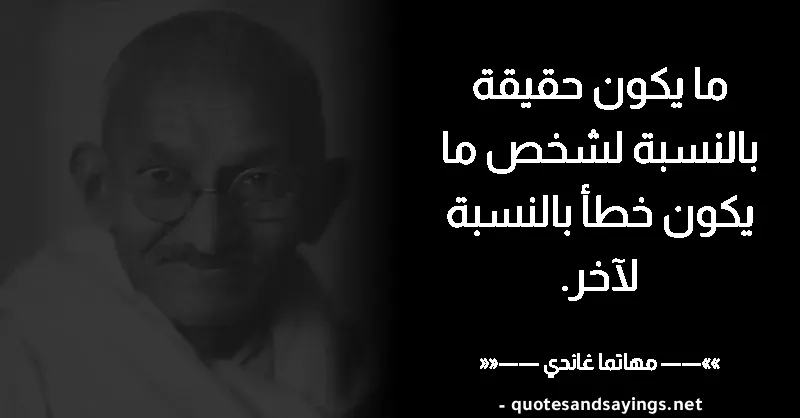 ما يكون حقيقة
بالنسبة لشخص ما
يكون خطأ بالنسبة
لآخر.
»»—— مهاتما غاندي ——««
- quotesandsayings.net